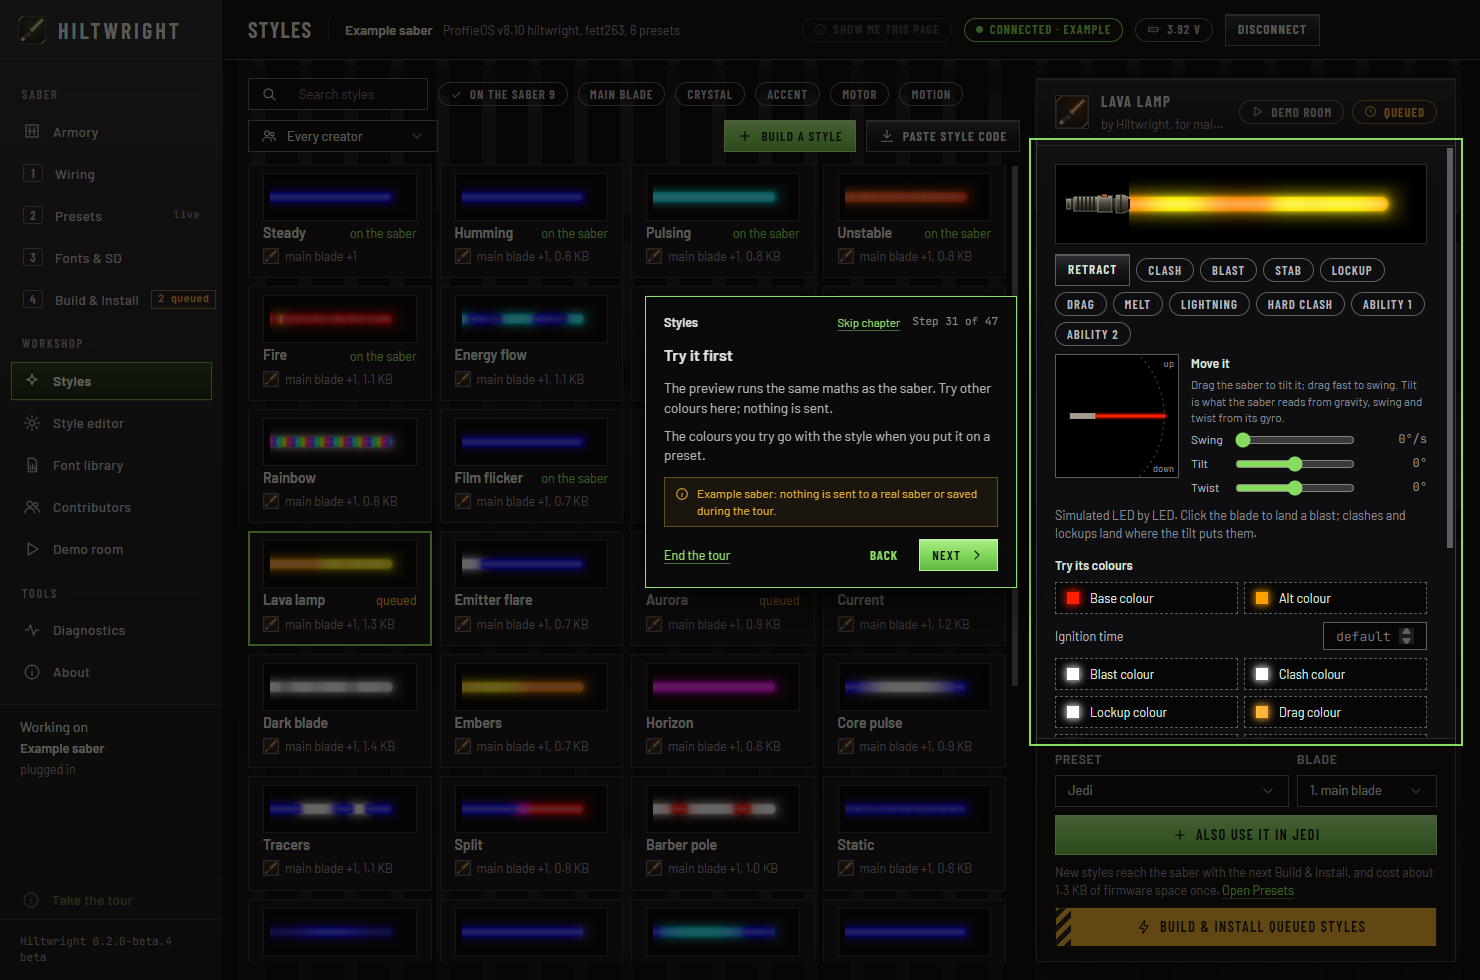 HILTWRIGHT
STYLES
Example saber ProffieOS v8.10 hiltwright, fett263, 6 presets
SHOW ME THIS PAGE
CONNECTED · EXAMPLE
3.92 V
DISCONNECT
SABER
Armory
1 Wiring
2 Presets live
3 Fonts & SD
4 Build & Install 2 queued
WORKSHOP
Styles
Style editor
Font library
Contributors
Demo room
TOOLS
Diagnostics
About
Working on
Example saber
plugged in
Take the tour
Hiltwright 0.2.0-beta.4
beta
Search styles
ON THE SABER 9
MAIN BLADE
CRYSTAL
ACCENT
MOTOR
MOTION
Every creator
BUILD A STYLE
PASTE STYLE CODE
Steady on the saber
main blade +1
Humming on the saber
main blade +1, 0.6 KB
Pulsing on the saber
main blade +1, 0.8 KB
Unstable on the saber
main blade +1, 0.8 KB
Fire on the saber
main blade +1, 1.1 KB
Energy flow
main blade +1, 1.1 KB
Rainbow
main blade +1, 0.6 KB
Film flicker on the saber
main blade +1, 0.7 KB
Lava lamp queued
main blade +1, 1.3 KB
Emitter flare
main blade +1, 0.7 KB
Aurora queued
main blade +1, 0.9 KB
Current
main blade +1, 1.2 KB
Dark blade
main blade +1, 1.4 KB
Embers
main blade +1, 0.7 KB
Horizon
main blade +1, 0.6 KB
Core pulse
main blade +1, 0.9 KB
Tracers
main blade +1, 1.1 KB
Split
main blade +1, 0.8 KB
Barber pole
main blade +1, 1.0 KB
Static
main blade +1, 0.6 KB
Styles
Skip chapter
Step 31 of 47
Try it first
The preview runs the same maths as the saber. Try other
colours here; nothing is sent.
The colours you try go with the style when you put it on a
preset.
Example saber: nothing is sent to a real saber or saved
during the tour.
End the tour
BACK
NEXT
LAVA LAMP
by Hiltwright, for mai...
DEMO ROOM
QUEUED
RETRACT
CLASH
BLAST
STAB
LOCKUP
DRAG
MELT
LIGHTNING
HARD CLASH
ABILITY 1
ABILITY 2
up
down
Move it
Drag the saber to tilt it; drag fast to swing. Tilt
is what the saber reads from gravity, swing and
twist from its gyro.
Swing 0°/s
Tilt 0°
Twist 0°
Simulated LED by LED. Click the blade to land a blast; clashes and
lockups land where the tilt puts them.
Try its colours
Base colour
Alt colour
Ignition time default
Blast colour
Clash colour
Lockup colour
Drag colour
PRESET
BLADE
Jedi
1. main blade
ALSO USE IT IN JEDI
New styles reach the saber with the next Build & Install, and cost about
1.3 KB of firmware space once. Open Presets
BUILD & INSTALL QUEUED STYLES